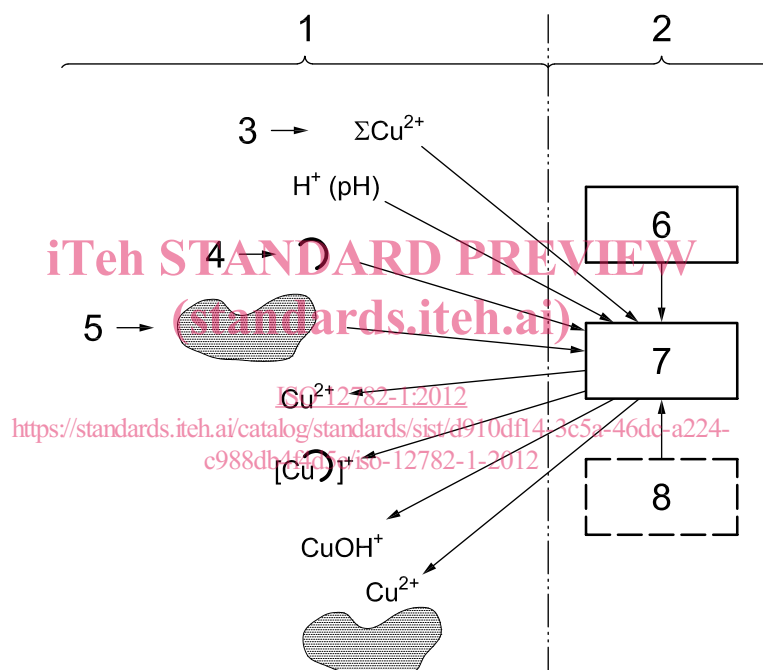 1
2
3
ΣCu²⁺
H⁺ (pH)
6
4
iTeh STANDARD PREVIEW
(standards.iteh.ai)
5
7
Cu²⁺
ISO 12782-1:2012
https://standards.iteh.ai/catalog/standards/sist/d910df14-3c5a-46dc-a224-
c988db4f4d5c/iso-12782-1-2012
[Cu ]⁺
8
CuOH⁺
Cu²⁺